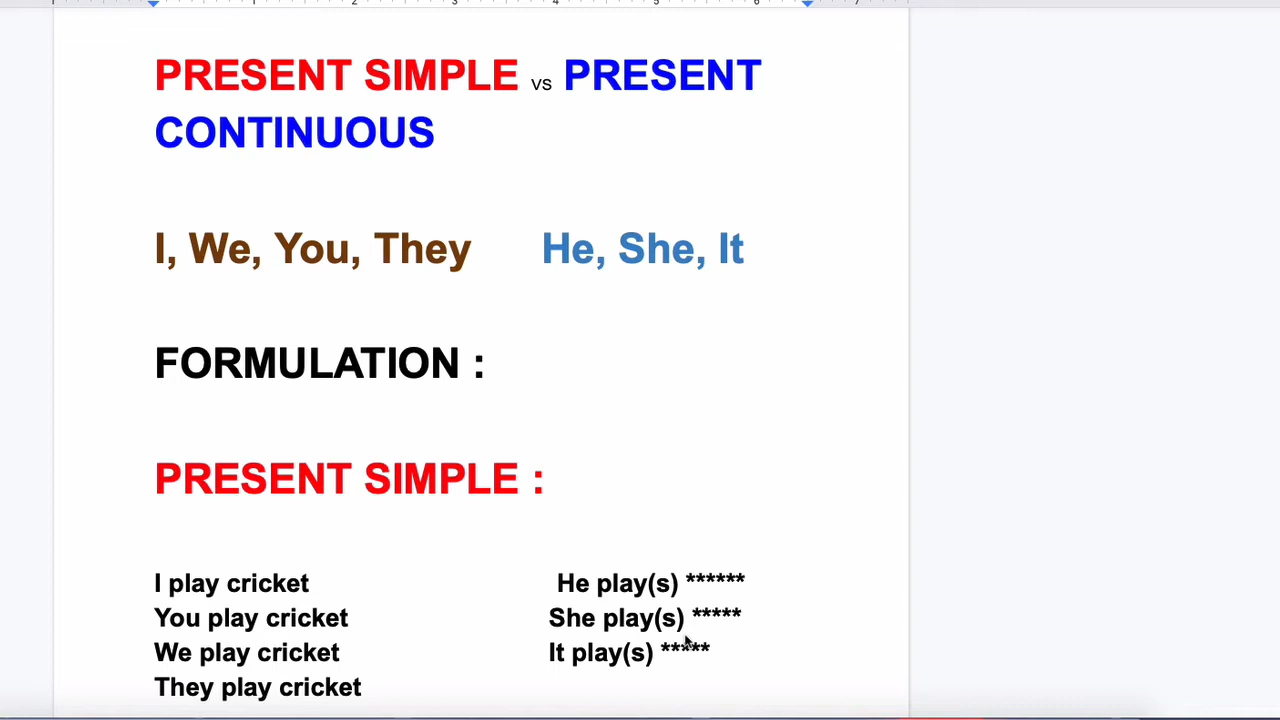 PRESENT SIMPLE vs PRESENT
CONTINUOUS
I, We, You, They He, She, It
FORMULATION :
PRESENT SIMPLE :
I play cricket He play(s) ******
You play cricket She play(s) *****
We play cricket It play(s) *****
They play cricket